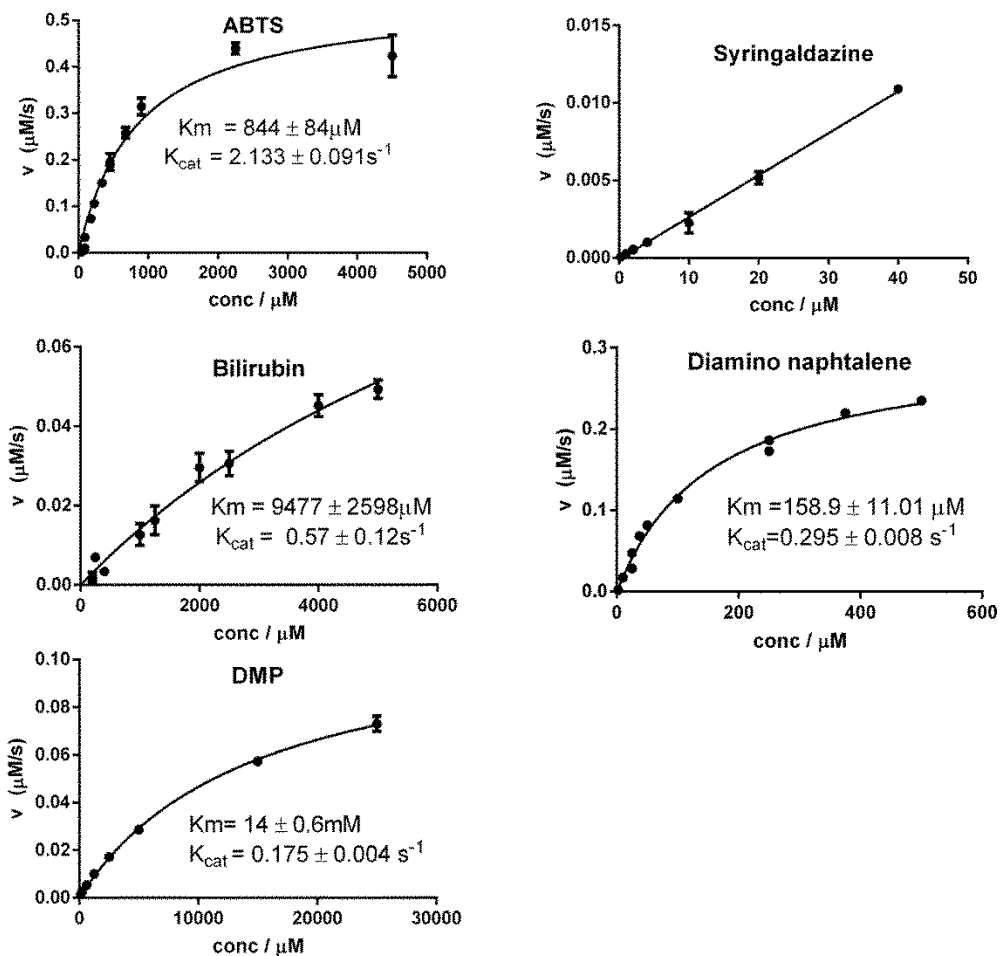 ABTS
0.5
0.4
0.3
0.2
0.1
0.0
v (μM/s)
Km = 844 ± 84μM
Kcat = 2.133 ± 0.091s-1
0 1000 2000 3000 4000 5000
conc / μM
Syringaldazine
0.015
0.010
0.005
0.000
v (μM/s)
0 10 20 30 40 50
conc / μM
Bilirubin
0.06
0.04
0.02
0.00
v (μM/s)
Km = 9477 ± 2598μM
Kcat = 0.57 ± 0.12s-1
0 2000 4000 6000
conc / μM
Diamino naphtalene
0.3
0.2
0.1
0.0
v (μM/s)
Km =158.9 ± 11.01 μM
Kcat=0.295 ± 0.008 s-1
0 200 400 600
conc / μM
DMP
0.10
0.08
0.06
0.04
0.02
0.00
v (μM/s)
Km= 14 ± 0.6mM
Kcat = 0.175 ± 0.004 s-1
0 10000 20000 30000
conc / μM